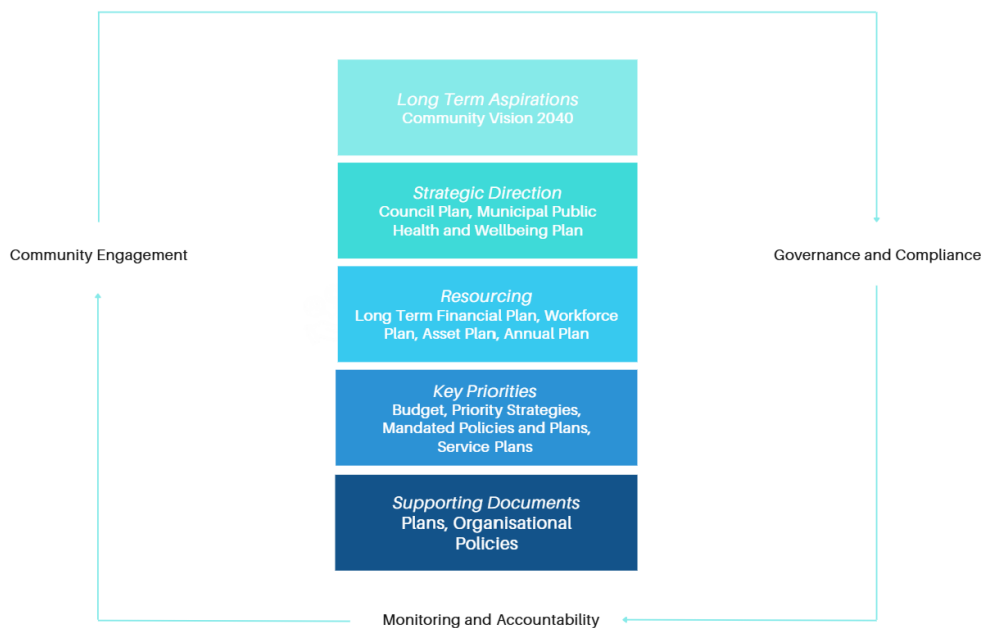 Long Term Aspirations
Community Vision 2040
Strategic Direction
Council Plan, Municipal Public
Health and Wellbeing Plan
Community Engagement
Governance and Compliance
Resourcing
Long Term Financial Plan, Workforce
Plan, Asset Plan, Annual Plan
Key Priorities
Budget, Priority Strategies,
Mandated Policies and Plans,
Service Plans
Supporting Documents
Plans, Organisational
Policies
Monitoring and Accountability